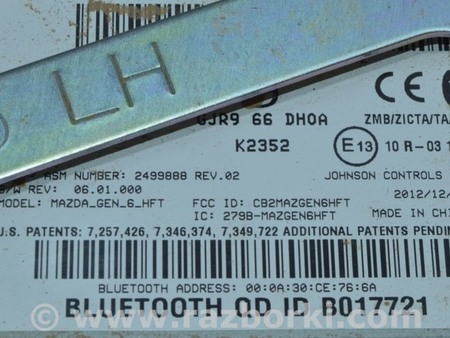 LH
GJR9 66 DH0A
ZMB/ZICTA/TA/
K2352
E13 10 R-03 1
ASM NUMBER: 2499888 REV.02
JOHNSON CONTROLS
S/W REV: 06.01.000
2012/12/
MODEL: MAZDA_GEN_6_HFT
FCC ID: CB2MAZGEN6HFT
IC: 279B-MAZGEN6HFT
MADE IN CHI
U.S. PATENTS: 7,257,426, 7,346,374, 7,349,722 ADDITIONAL PATENTS PENDIN
BLUETOOTH ADDRESS: 00:0A:30:CE:76:6A
BLUETOOTH QD ID B017721
www.razborki.com